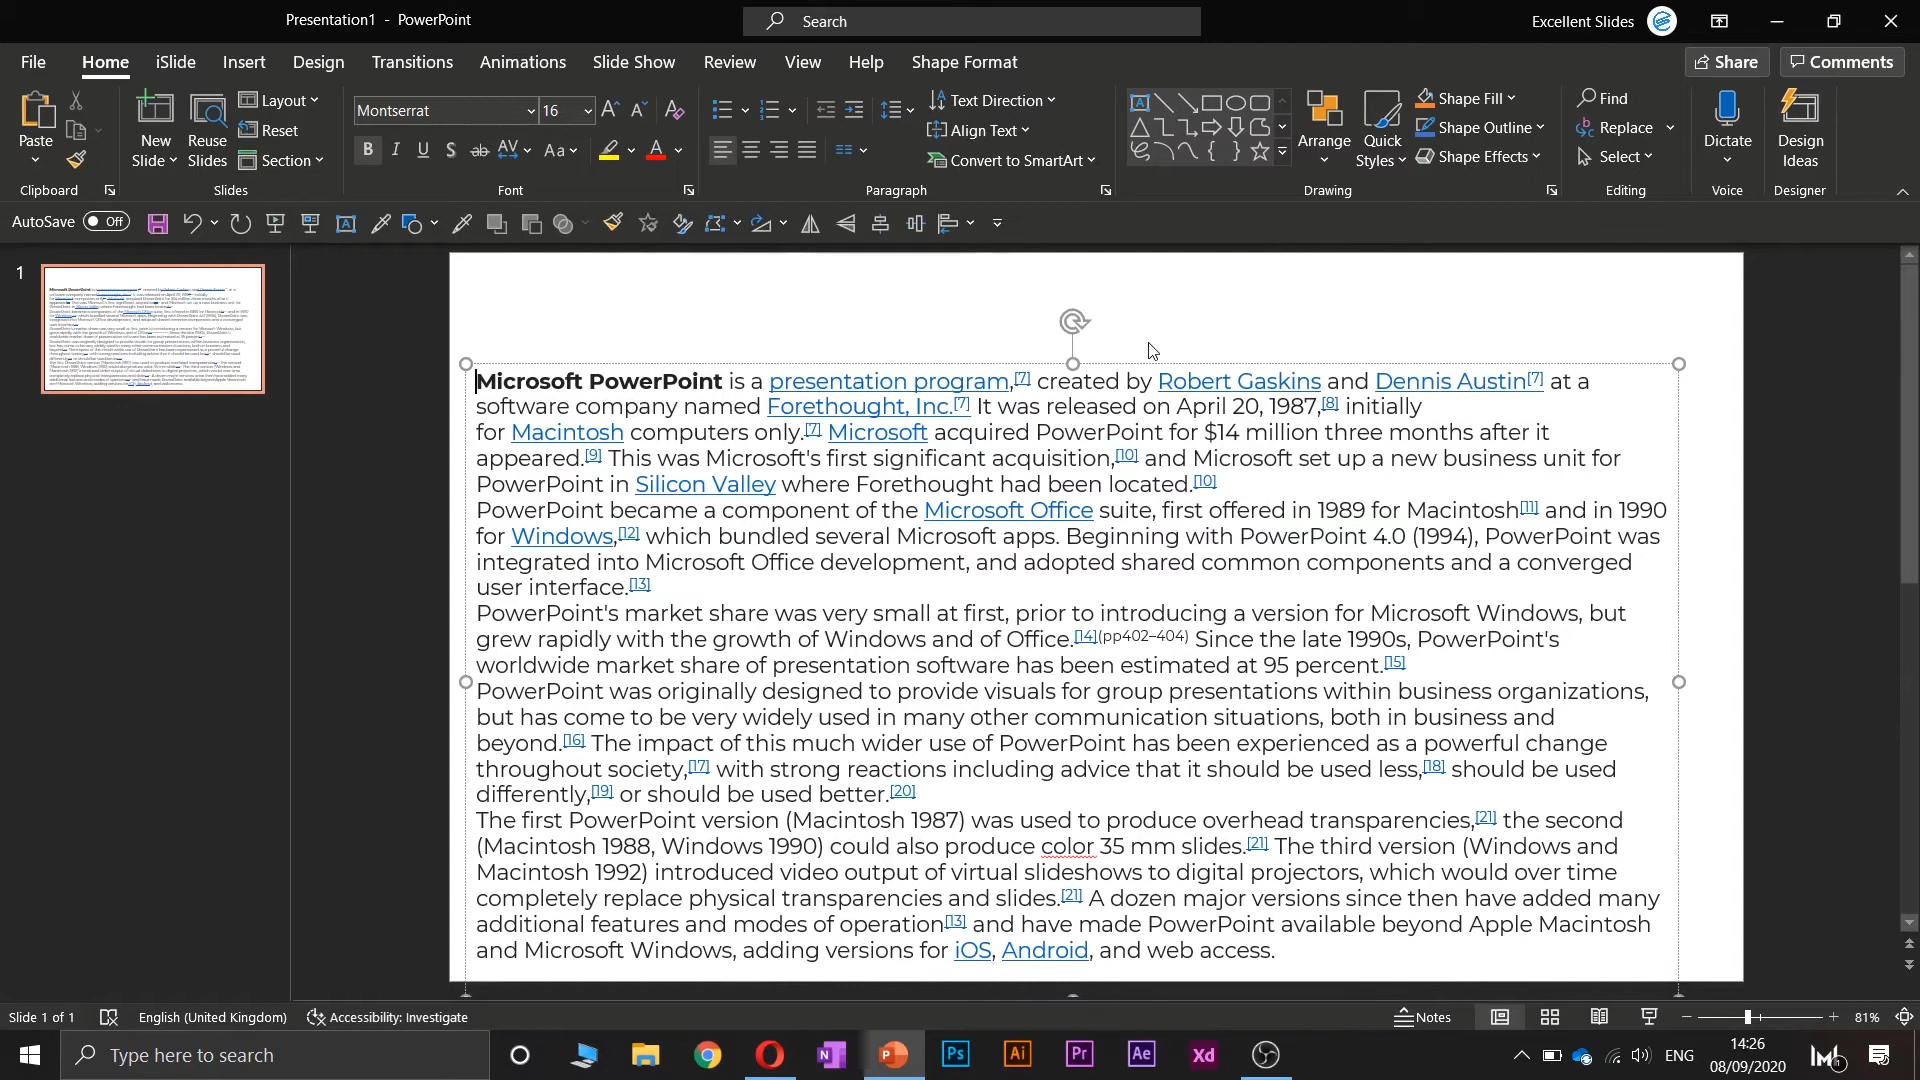 Presentation1 - PowerPoint
Search
Excellent Slides
File Home iSlide Insert Design Transitions Animations Slide Show Review View Help Shape Format
Share Comments
Paste
New Slide
Reuse Slides
Layout
Reset
Section
Montserrat 16
B I U S ab AV Aa A
Text Direction
Align Text
Convert to SmartArt
Arrange
Quick Styles
Shape Fill
Shape Outline
Shape Effects
Find
Replace
Select
Dictate
Design Ideas
Clipboard Slides Font Paragraph Drawing Editing Voice Designer
AutoSave Off
1
Microsoft PowerPoint is a presentation program,[7] created by Robert Gaskins and Dennis Austin[7] at a
software company named Forethought, Inc.[7] It was released on April 20, 1987,[8] initially
for Macintosh computers only.[7] Microsoft acquired PowerPoint for $14 million three months after it
appeared.[9] This was Microsoft's first significant acquisition,[10] and Microsoft set up a new business unit for
PowerPoint in Silicon Valley where Forethought had been located.[10]
PowerPoint became a component of the Microsoft Office suite, first offered in 1989 for Macintosh[11] and in 1990
for Windows,[12] which bundled several Microsoft apps. Beginning with PowerPoint 4.0 (1994), PowerPoint was
integrated into Microsoft Office development, and adopted shared common components and a converged
user interface.[13]
PowerPoint's market share was very small at first, prior to introducing a version for Microsoft Windows, but
grew rapidly with the growth of Windows and of Office.[14](pp402–404) Since the late 1990s, PowerPoint's
worldwide market share of presentation software has been estimated at 95 percent.[15]
PowerPoint was originally designed to provide visuals for group presentations within business organizations,
but has come to be very widely used in many other communication situations, both in business and
beyond.[16] The impact of this much wider use of PowerPoint has been experienced as a powerful change
throughout society,[17] with strong reactions including advice that it should be used less,[18] should be used
differently,[19] or should be used better.[20]
The first PowerPoint version (Macintosh 1987) was used to produce overhead transparencies,[21] the second
(Macintosh 1988, Windows 1990) could also produce color 35 mm slides.[21] The third version (Windows and
Macintosh 1992) introduced video output of virtual slideshows to digital projectors, which would over time
completely replace physical transparencies and slides.[21] A dozen major versions since then have added many
additional features and modes of operation[13] and have made PowerPoint available beyond Apple Macintosh
and Microsoft Windows, adding versions for iOS, Android, and web access.
Slide 1 of 1 English (United Kingdom) Accessibility: Investigate Notes 81%
Type here to search
N P Ps Ai Pr Ae Xd
ENG
14:26
08/09/2020